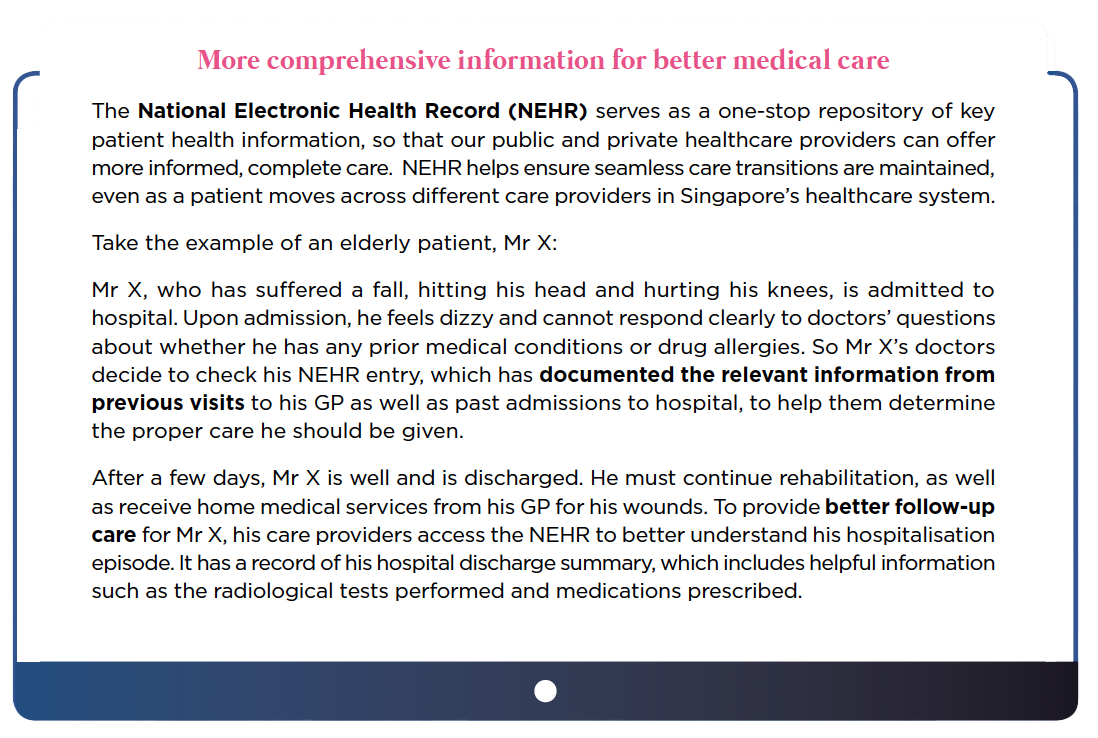 More comprehensive information for better medical care
The National Electronic Health Record (NEHR) serves as a one-stop repository of key
patient health information, so that our public and private healthcare providers can offer
more informed, complete care. NEHR helps ensure seamless care transitions are maintained,
even as a patient moves across different care providers in Singapore’s healthcare system.
Take the example of an elderly patient, Mr X:
Mr X, who has suffered a fall, hitting his head and hurting his knees, is admitted to
hospital. Upon admission, he feels dizzy and cannot respond clearly to doctors’ questions
about whether he has any prior medical conditions or drug allergies. So Mr X’s doctors
decide to check his NEHR entry, which has documented the relevant information from
previous visits to his GP as well as past admissions to hospital, to help them determine
the proper care he should be given.
After a few days, Mr X is well and is discharged. He must continue rehabilitation, as well
as receive home medical services from his GP for his wounds. To provide better follow-up
care for Mr X, his care providers access the NEHR to better understand his hospitalisation
episode. It has a record of his hospital discharge summary, which includes helpful information
such as the radiological tests performed and medications prescribed.